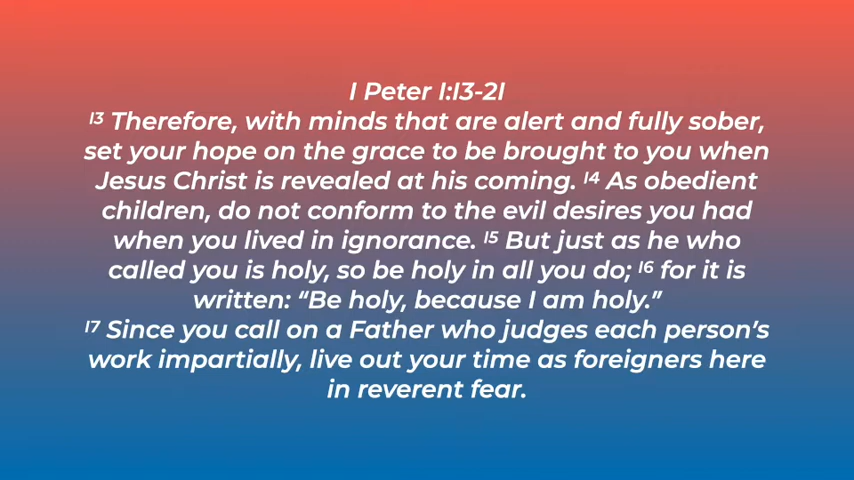 1 Peter 1:13-21
13 Therefore, with minds that are alert and fully sober,
set your hope on the grace to be brought to you when
Jesus Christ is revealed at his coming. 14 As obedient
children, do not conform to the evil desires you had
when you lived in ignorance. 15 But just as he who
called you is holy, so be holy in all you do; 16 for it is
written: “Be holy, because I am holy.”
17 Since you call on a Father who judges each person’s
work impartially, live out your time as foreigners here
in reverent fear.